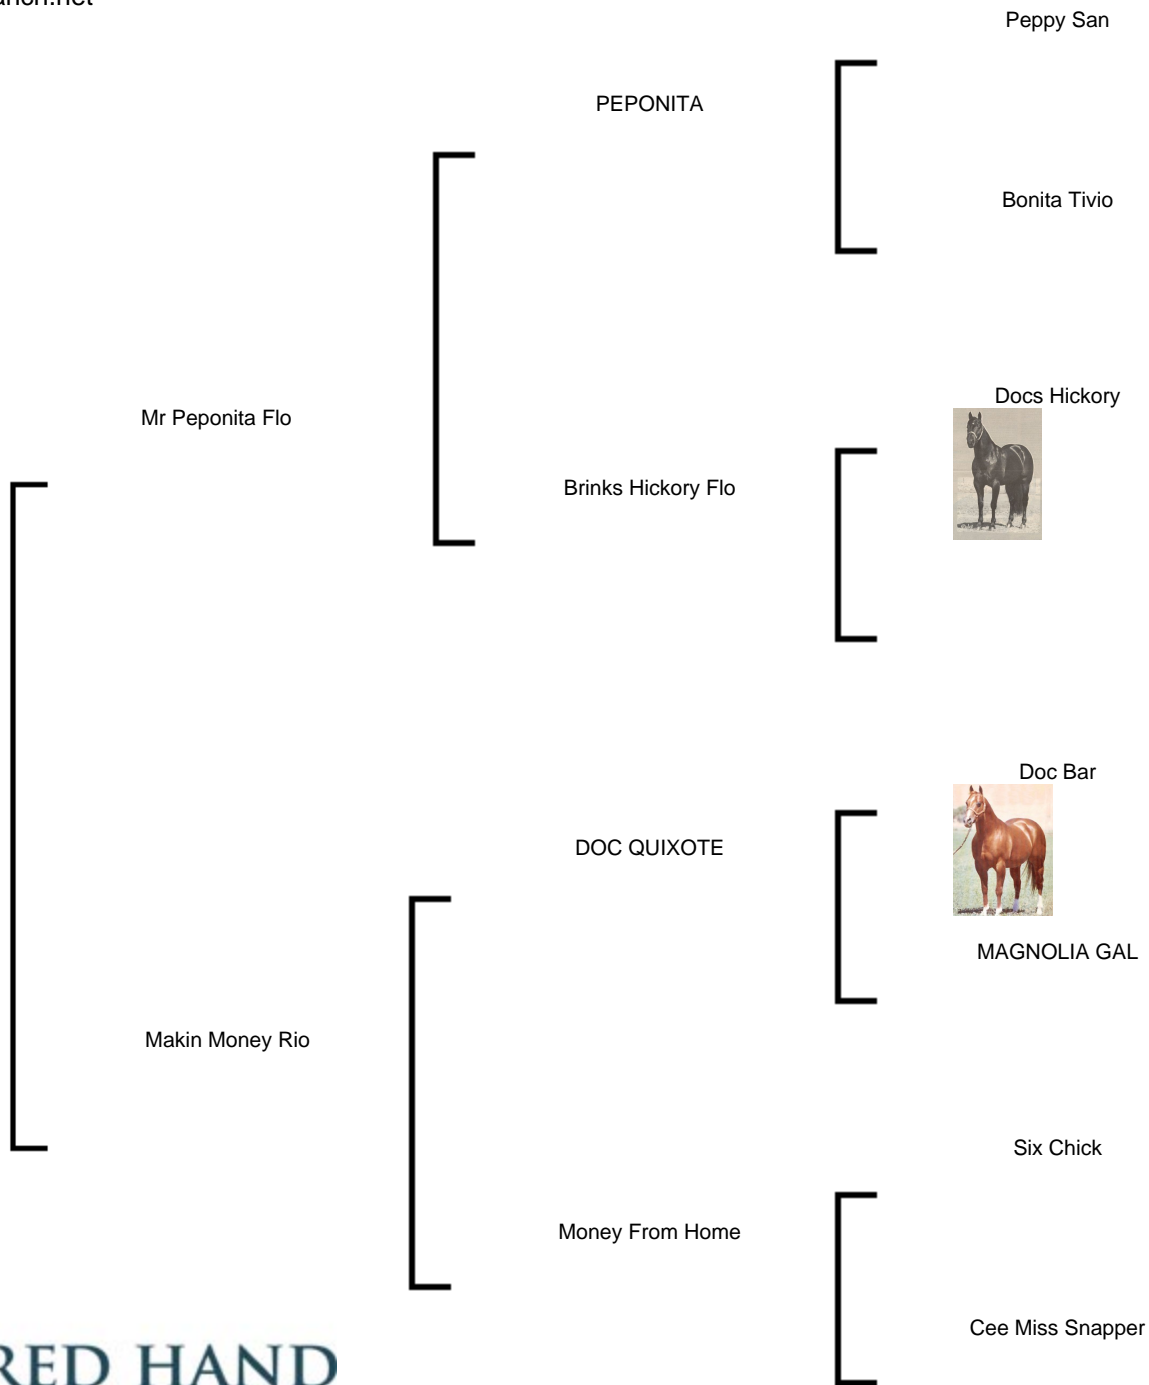 Peppy San
PEPONITA
Bonita Tivio
Docs Hickory
Mr Peponita Flo
Brinks Hickory Flo
Doc Bar
DOC QUIXOTE
MAGNOLIA GAL
Makin Money Rio
Six Chick
Money From Home
Cee Miss Snapper
RED HAND